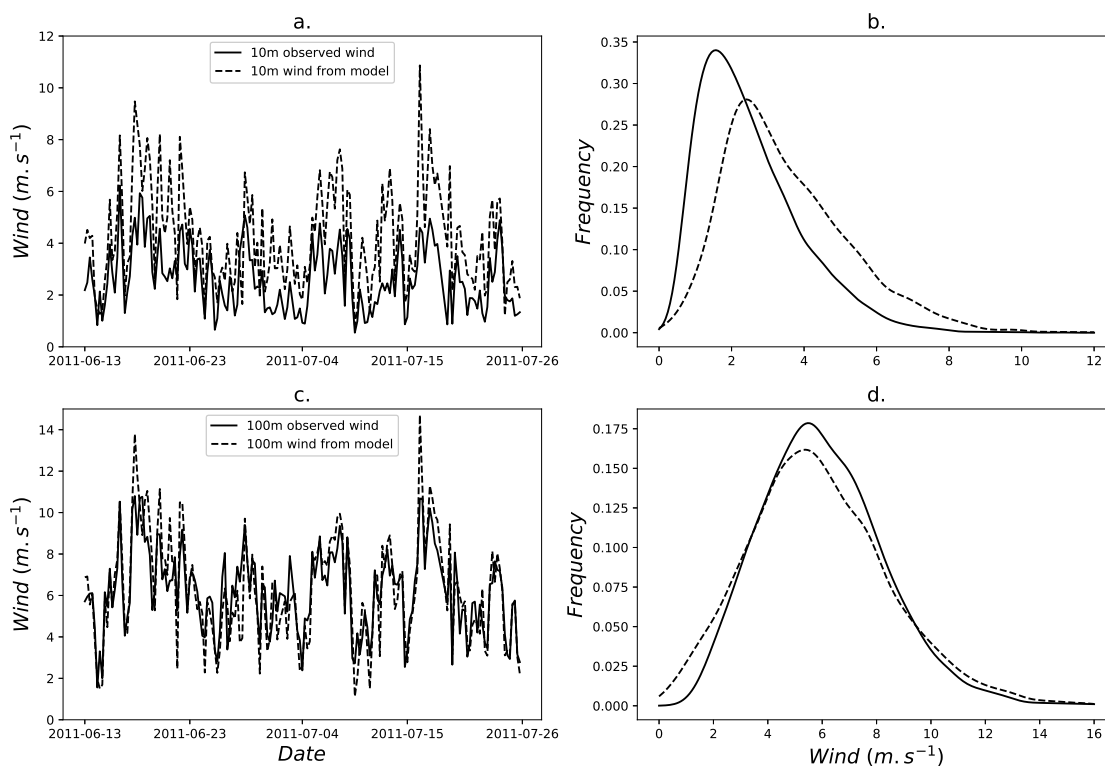 a.
12
10
8
6
4
2
0
Wind (m.s⁻¹)
10m observed wind
10m wind from model
2011-06-13 2011-06-23 2011-07-04 2011-07-15 2011-07-26
b.
0.35
0.30
0.25
0.20
0.15
0.10
0.05
0.00
Frequency
0 2 4 6 8 10 12
c.
14
12
10
8
6
4
2
0
Wind (m.s⁻¹)
100m observed wind
100m wind from model
2011-06-13 2011-06-23 2011-07-04 2011-07-15 2011-07-26
Date
d.
0.175
0.150
0.125
0.100
0.075
0.050
0.025
0.000
Frequency
0 2 4 6 8 10 12 14 16
Wind (m.s⁻¹)